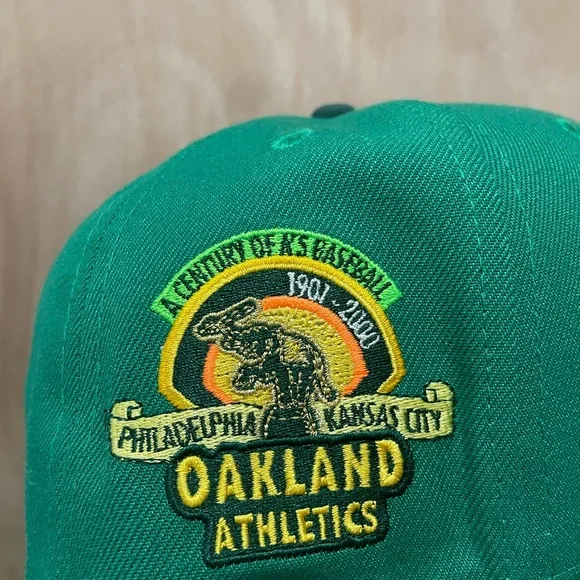 A CENTURY OF A'S BASEBALL
1901 - 2000
PHILADELPHIA KANSAS CITY
OAKLAND
ATHLETICS